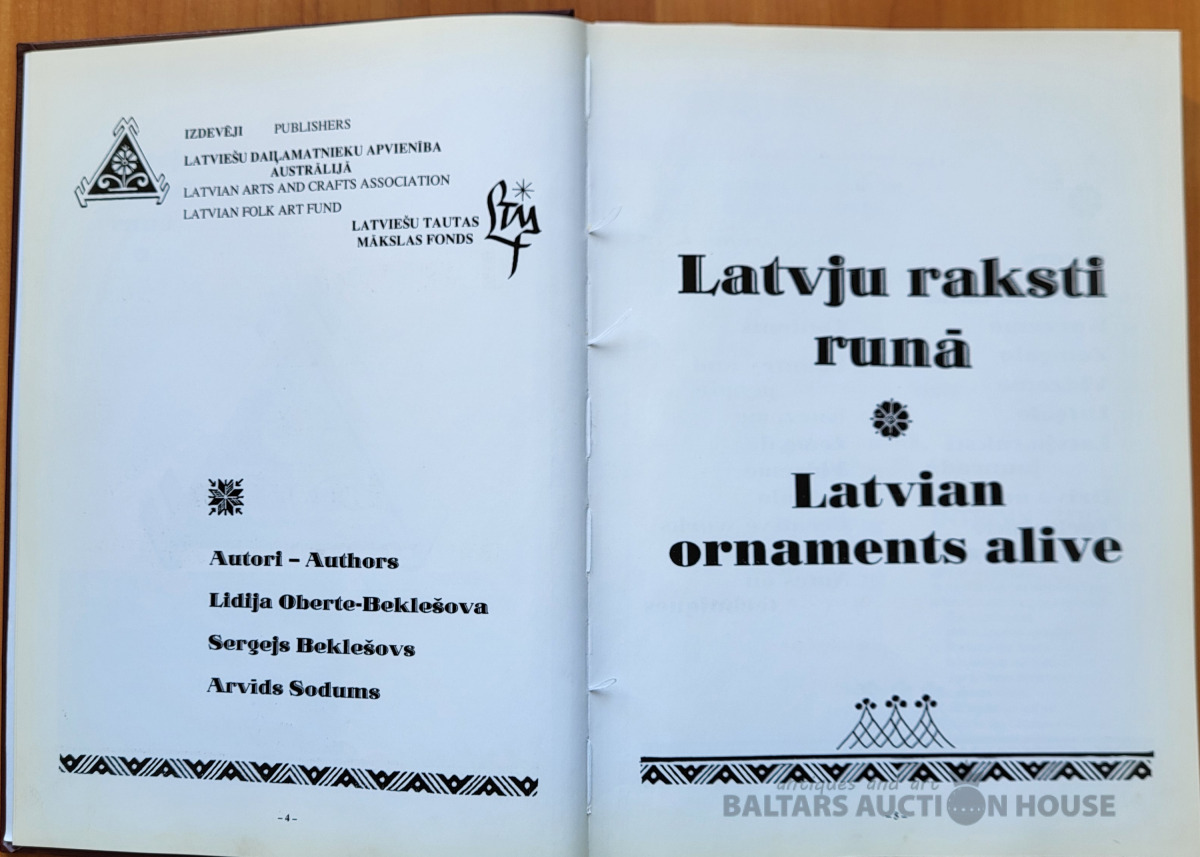 IZDEVĒJI PUBLISHERS
LATVIEŠU DAIĻAMATNIEKU APVIENĪBA
AUSTRĀLIJĀ
LATVIAN ARTS AND CRAFTS ASSOCIATION
LATVIAN FOLK ART FUND
LATVIEŠU TAUTAS
MĀKSLAS FONDS
Autori – Authors
Lidija Oberte-Beklešova
Sergejs Beklešovs
Arvids Sodums
– 4 –
Latvju raksti
runā
Latvian
ornaments alive
antiques and art
BALTARS AUCTION HOUSE
– 5 –